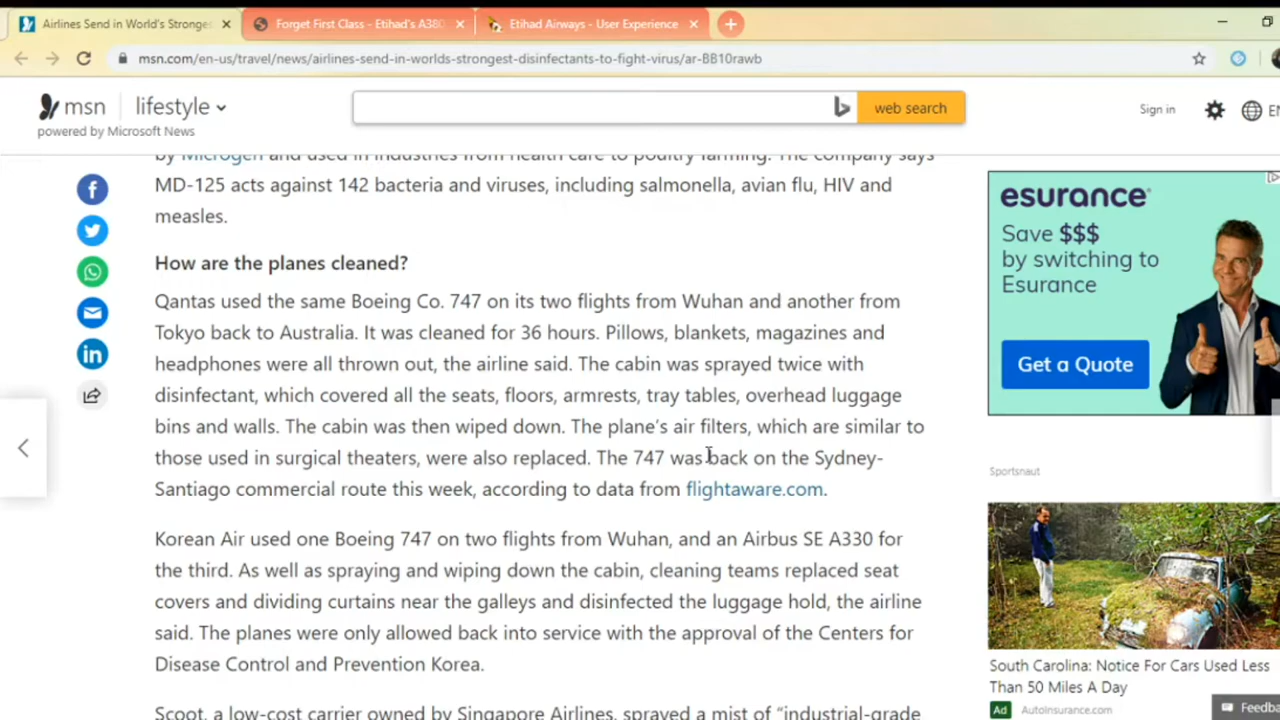 Airlines Send in World's Stronges
Forget First Class - Etihad's A380
Etihad Airways - User Experience
msn.com/en-us/travel/news/airlines-send-in-worlds-strongest-disinfectants-to-fight-virus/ar-BB10rawb
msn
lifestyle
web search
Sign in
EN
powered by Microsoft News
by Microgen and used in industries from health care to poultry farming. The company says
MD-125 acts against 142 bacteria and viruses, including salmonella, avian flu, HIV and
measles.
How are the planes cleaned?
Qantas used the same Boeing Co. 747 on its two flights from Wuhan and another from
Tokyo back to Australia. It was cleaned for 36 hours. Pillows, blankets, magazines and
headphones were all thrown out, the airline said. The cabin was sprayed twice with
disinfectant, which covered all the seats, floors, armrests, tray tables, overhead luggage
bins and walls. The cabin was then wiped down. The plane's air filters, which are similar to
those used in surgical theaters, were also replaced. The 747 was back on the Sydney-
Santiago commercial route this week, according to data from flightaware.com.
Korean Air used one Boeing 747 on two flights from Wuhan, and an Airbus SE A330 for
the third. As well as spraying and wiping down the cabin, cleaning teams replaced seat
covers and dividing curtains near the galleys and disinfected the luggage hold, the airline
said. The planes were only allowed back into service with the approval of the Centers for
Disease Control and Prevention Korea.
Scoot, a low-cost carrier owned by Singapore Airlines, sprayed a mist of "industrial-grade
esurance
Save $$$
by switching to
Esurance
Get a Quote
Sportsnaut
South Carolina: Notice For Cars Used Less
Than 50 Miles A Day
Ad AutoInsurance.com
Feedba